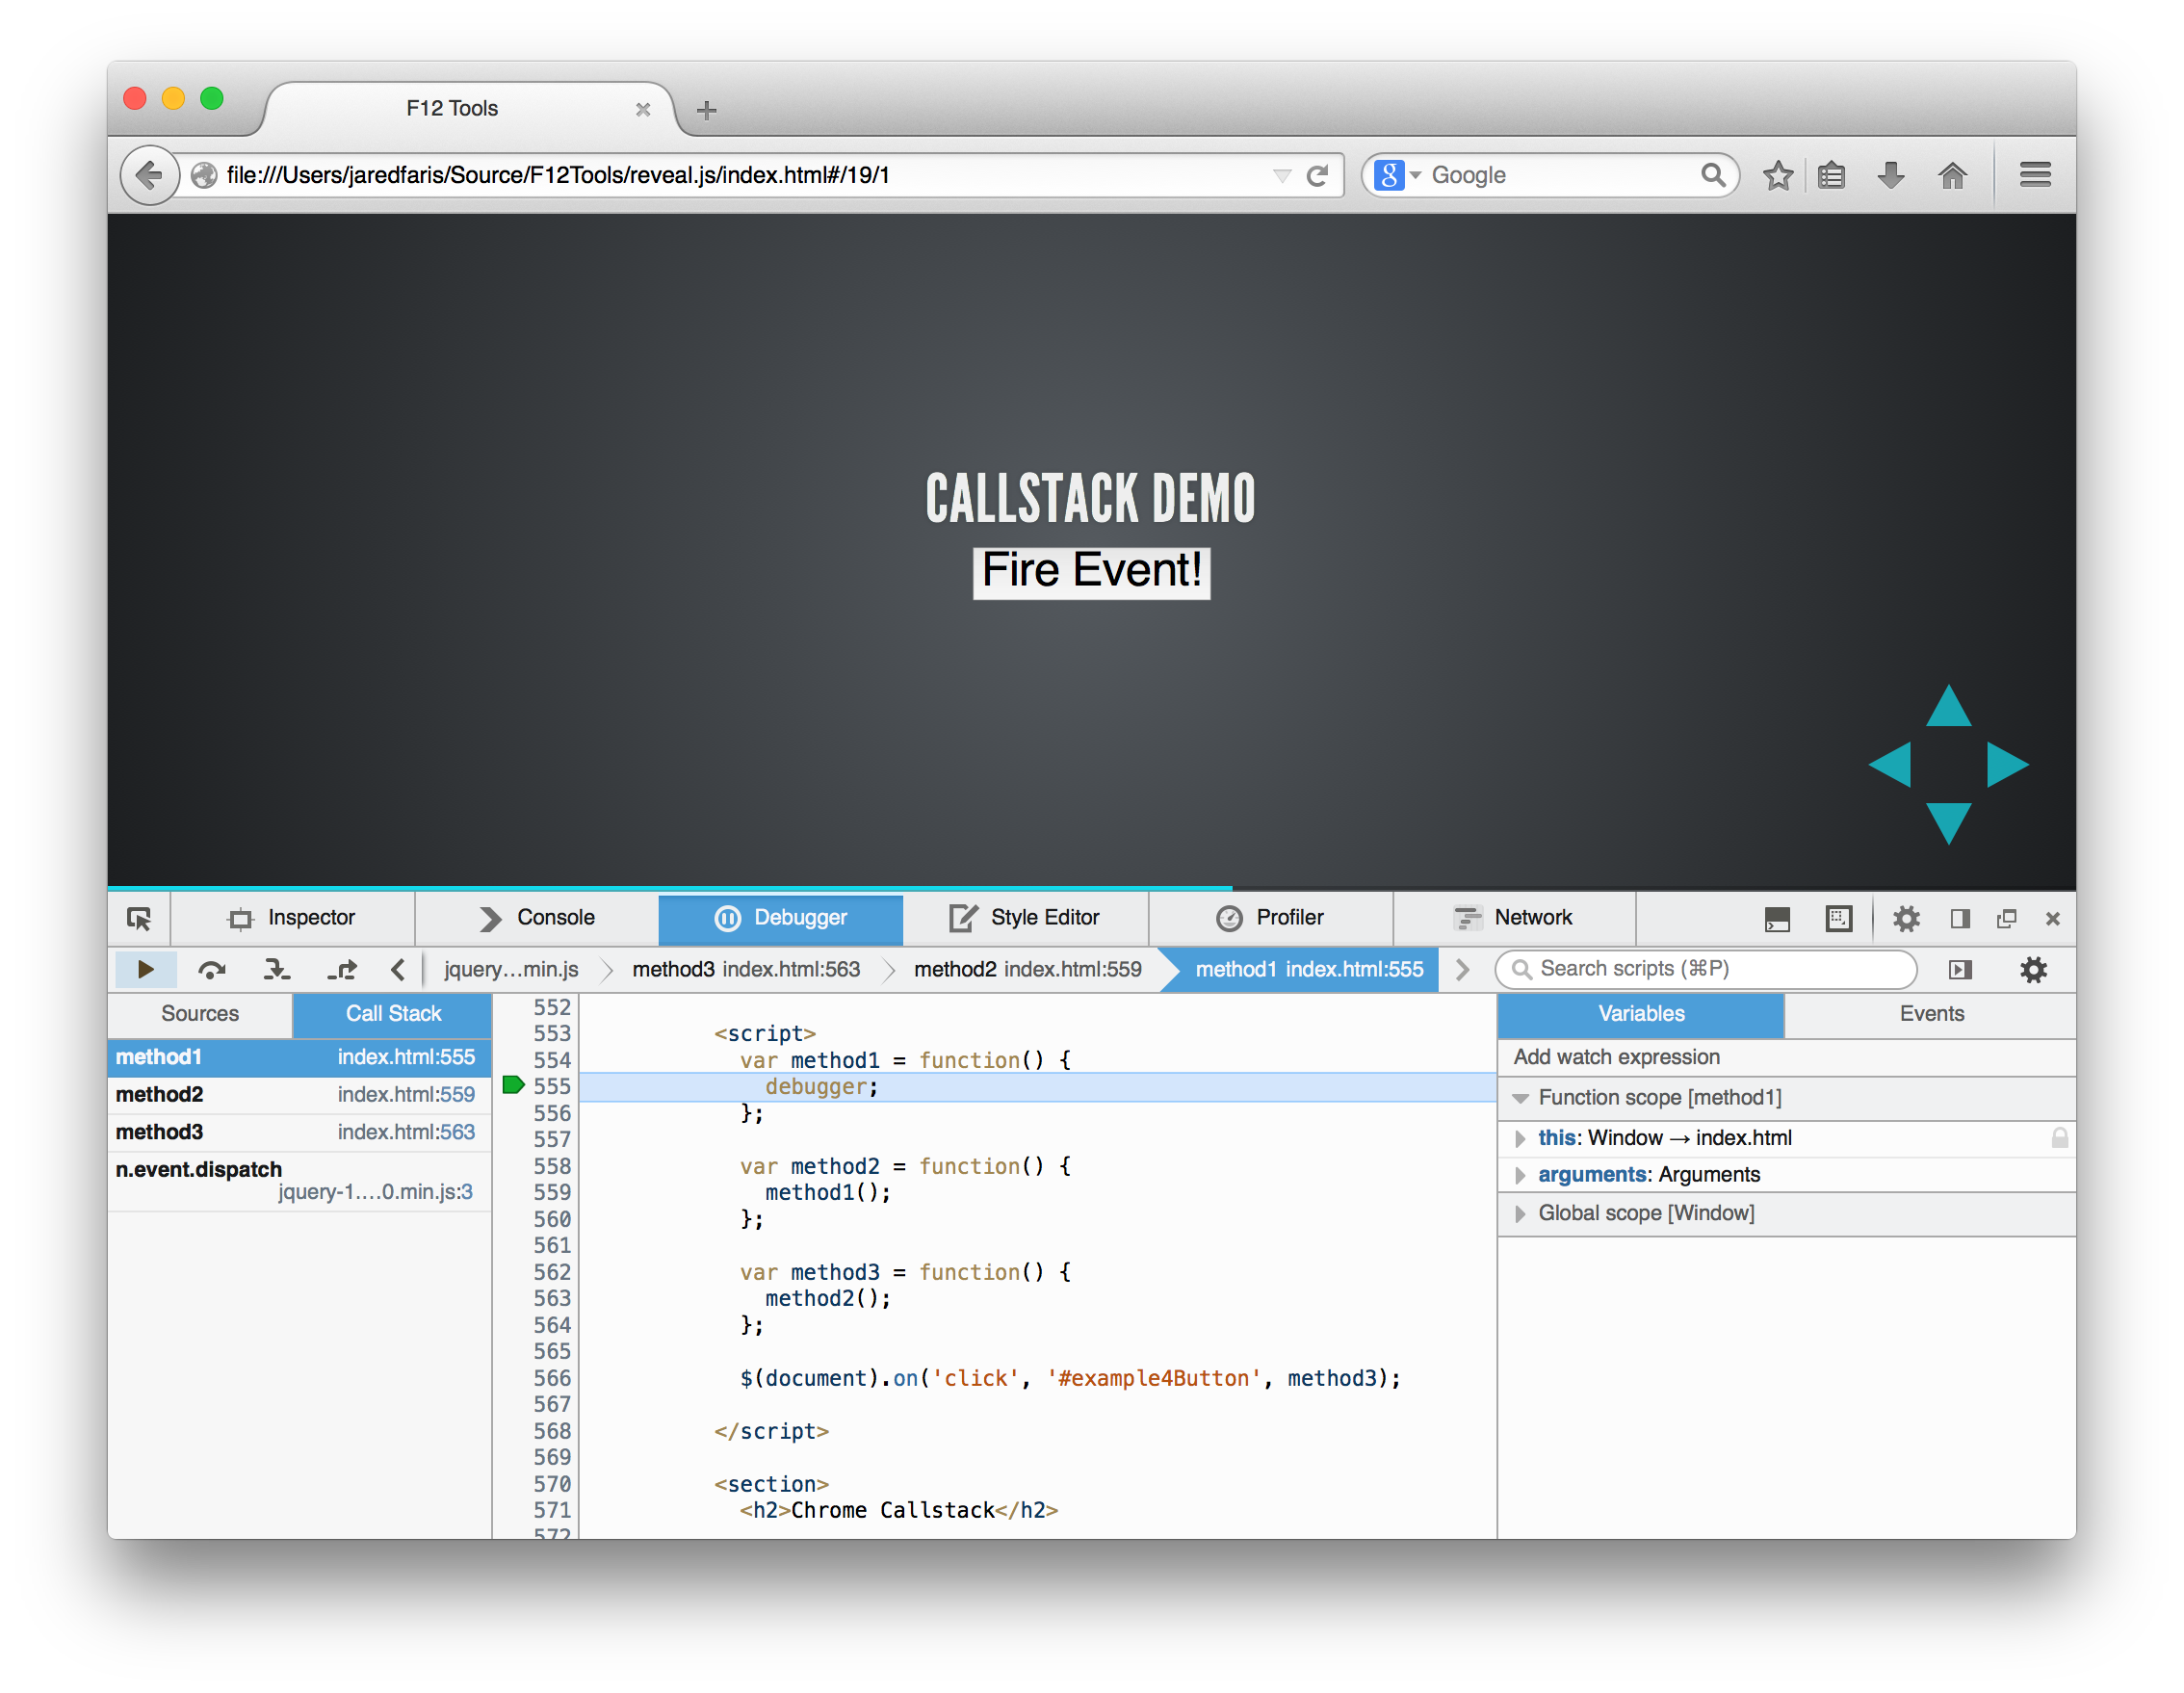 F12 Tools
file:///Users/jaredfaris/Source/F12Tools/reveal.js/index.html#/19/1
g Google
CALLSTACK DEMO
Fire Event!
Inspector Console Debugger Style Editor Profiler Network
jquery…min.js method3 index.html:563 method2 index.html:559 method1 index.html:555 Search scripts (⌘P)
Sources Call Stack
method1 index.html:555
method2 index.html:559
method3 index.html:563
n.event.dispatch
jquery-1.…0.min.js:3
552
553 <script>
554 var method1 = function() {
555 debugger;
556 };
557
558 var method2 = function() {
559 method1();
560 };
561
562 var method3 = function() {
563 method2();
564 };
565
566 $(document).on('click', '#example4Button', method3);
567
568 </script>
569
570 <section>
571 <h2>Chrome Callstack</h2>
572
Variables Events
Add watch expression
Function scope [method1]
this: Window → index.html
arguments: Arguments
Global scope [Window]